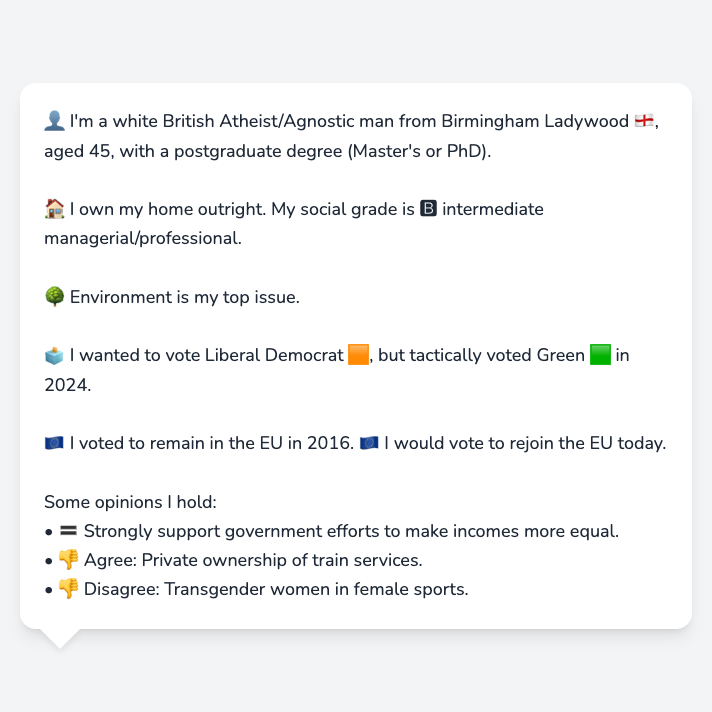 👤 I'm a white British Atheist/Agnostic man from Birmingham Ladywood 🏴󠁧󠁢󠁥󠁮󠁧󠁿,
aged 45, with a postgraduate degree (Master's or PhD).
🏠 I own my home outright. My social grade is 🅱 intermediate
managerial/professional.
🌳 Environment is my top issue.
🗳️ I wanted to vote Liberal Democrat 🟧, but tactically voted Green 🟩 in
2024.
🇪🇺 I voted to remain in the EU in 2016. 🇪🇺 I would vote to rejoin the EU today.
Some opinions I hold:
• 🟰 Strongly support government efforts to make incomes more equal.
• 👎 Agree: Private ownership of train services.
• 👎 Disagree: Transgender women in female sports.